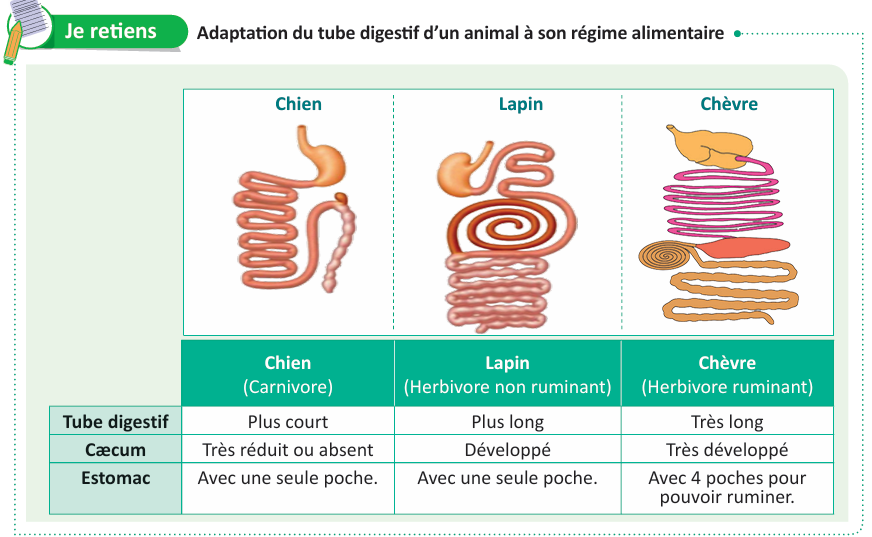 Je retiens
Adaptation du tube digestif d'un animal à son régime alimentaire
Chien Lapin Chèvre
Chien Lapin Chèvre
(Carnivore) (Herbivore non ruminant) (Herbivore ruminant)
Tube digestif Plus court Plus long Très long
Cæcum Très réduit ou absent Développé Très développé
Estomac Avec une seule poche. Avec une seule poche. Avec 4 poches pour
pouvoir ruminer.